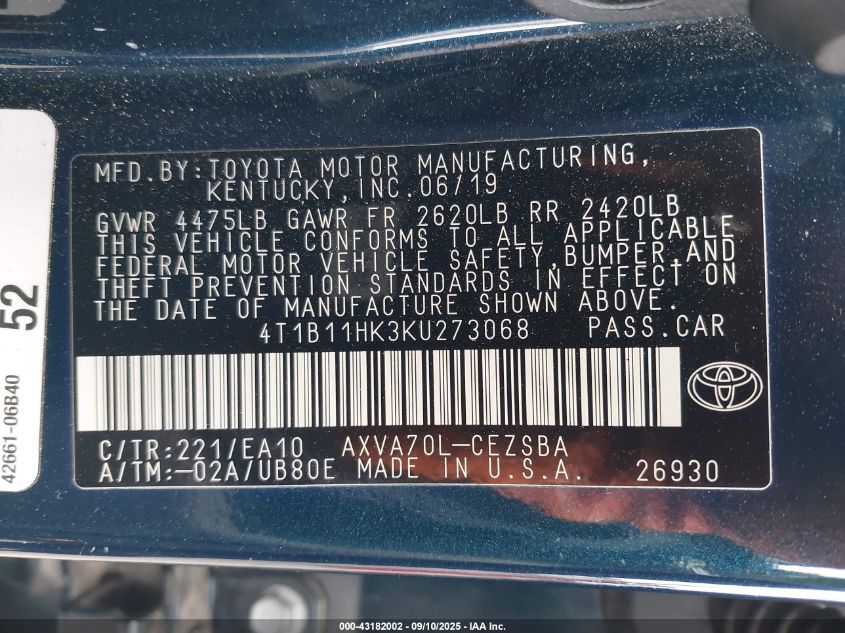 MFD.BY:TOYOTA MOTOR MANUFACTURING,
KENTUCKY,INC.06/19
GVWR 4475LB GAWR FR 2620LB RR 2420LB
THIS VEHICLE CONFORMS TO ALL APPLICABLE
FEDERAL MOTOR VEHICLE SAFETY,BUMPER,AND
THEFT PREVENTION STANDARDS IN EFFECT ON
THE DATE OF MANUFACTURE SHOWN ABOVE.
4T1B11HK3KU273068 PASS.CAR
C/TR:221/EA10 AXVA70L-CEZSBA
A/TM:-02A/UB80E MADE IN U.S.A. 26930
52
42661-06B40
000-43182002 - 09/10/2025 - IAA Inc.